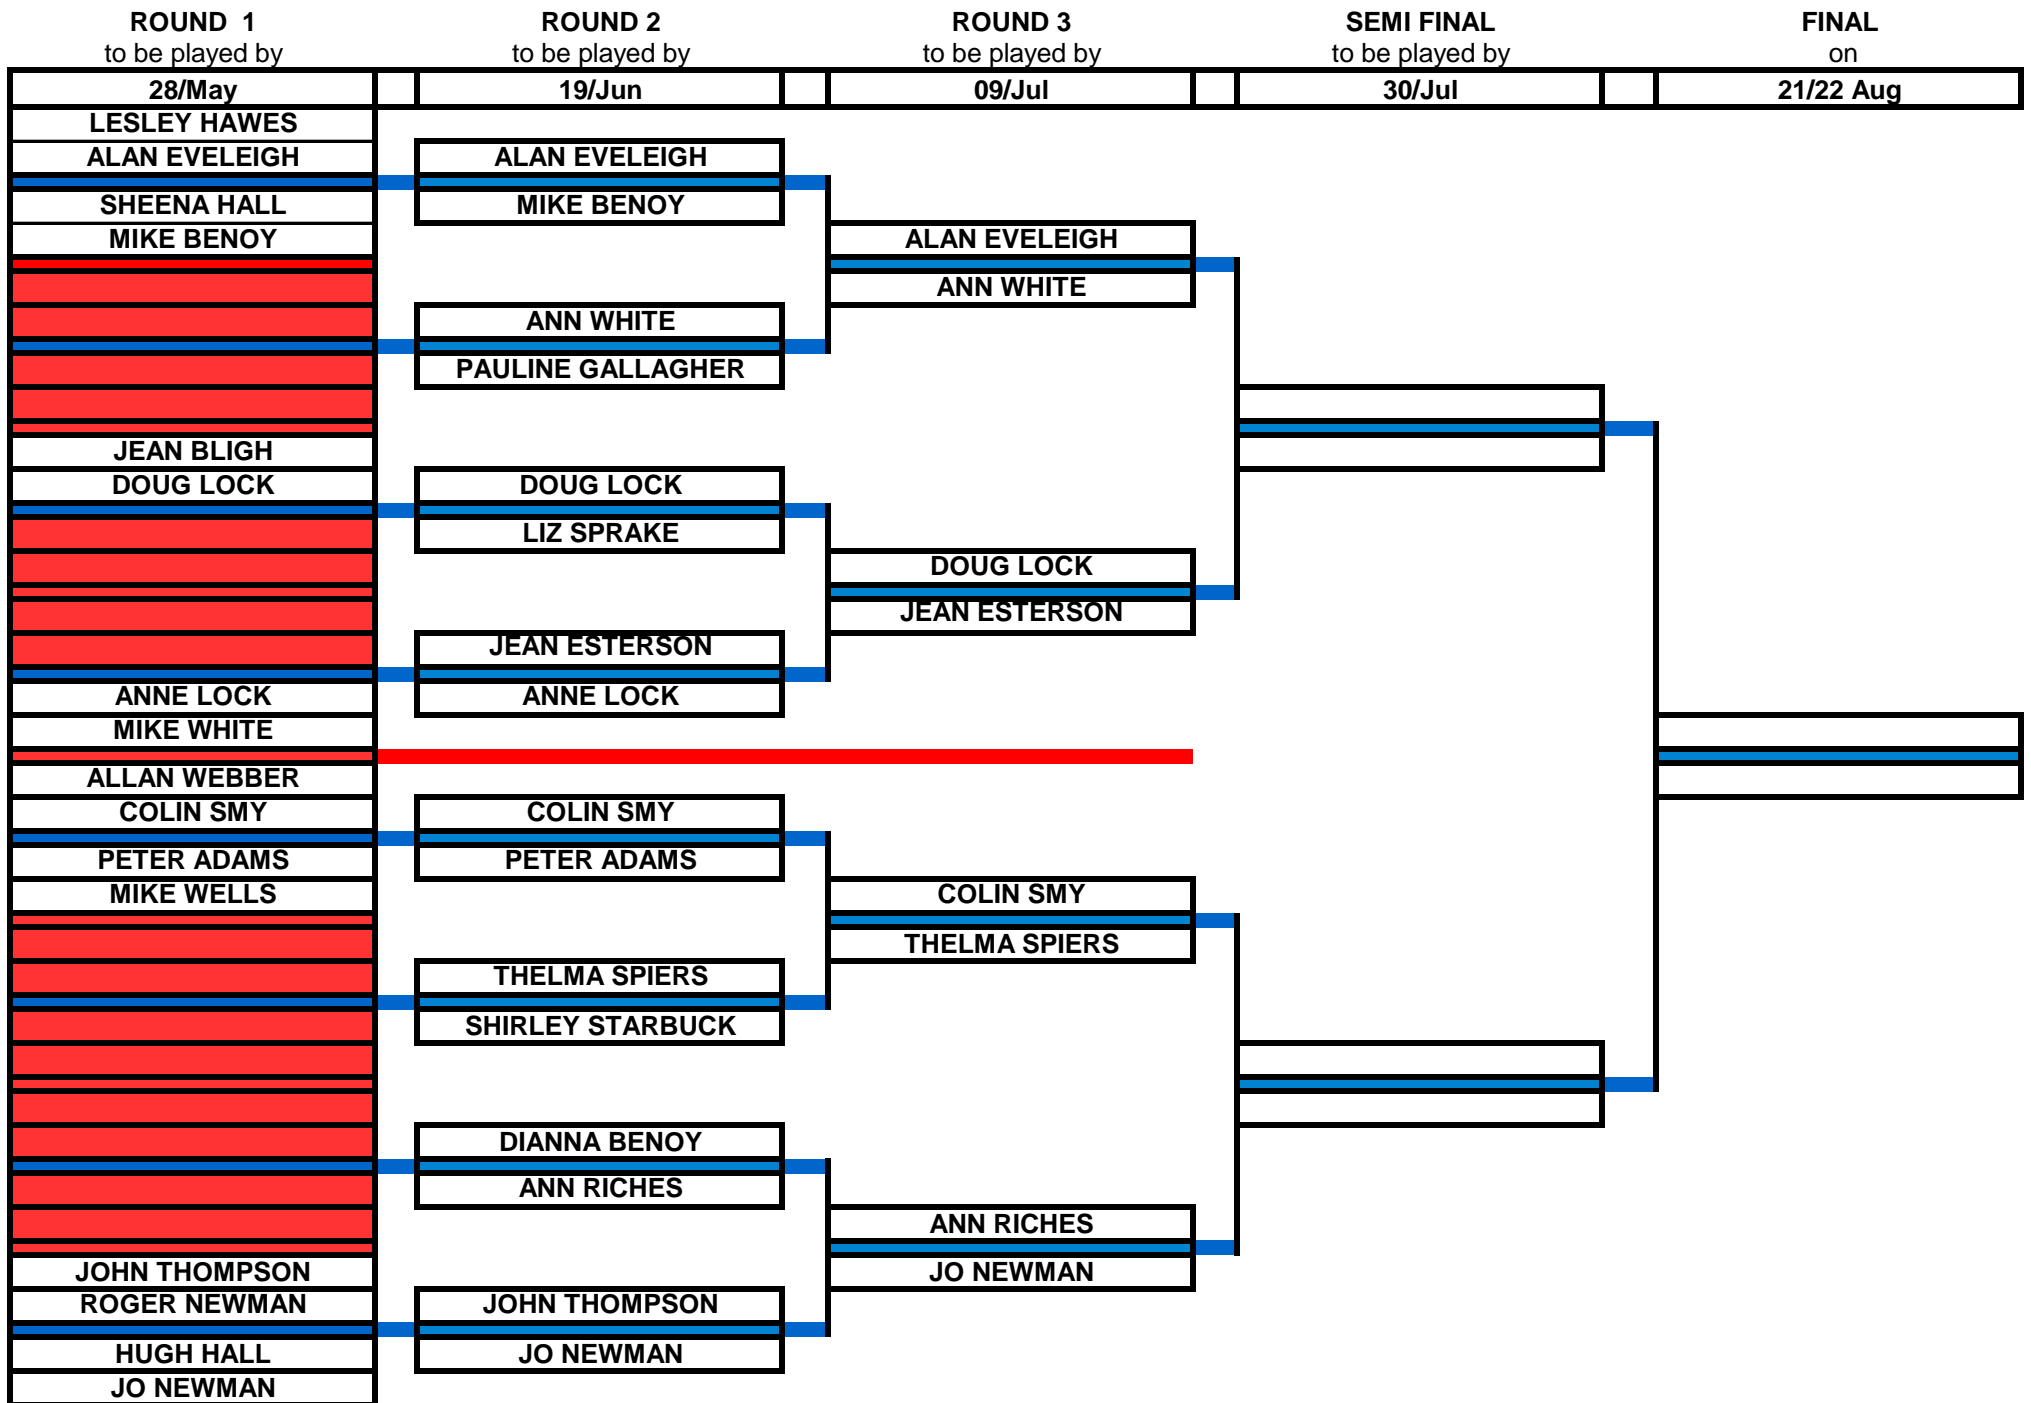 ROUND 1
to be played by
28/May
LESLEY HAWES
ALAN EVELEIGH
SHEENA HALL
MIKE BENOY
JEAN BLIGH
DOUG LOCK
ANNE LOCK
MIKE WHITE
ALLAN WEBBER
COLIN SMY
PETER ADAMS
MIKE WELLS
JOHN THOMPSON
ROGER NEWMAN
HUGH HALL
JO NEWMAN
ROUND 2
to be played by
19/Jun
ALAN EVELEIGH
MIKE BENOY
ANN WHITE
PAULINE GALLAGHER
DOUG LOCK
LIZ SPRAKE
JEAN ESTERSON
ANNE LOCK
COLIN SMY
PETER ADAMS
THELMA SPIERS
SHIRLEY STARBUCK
DIANNA BENOY
ANN RICHES
JOHN THOMPSON
JO NEWMAN
ROUND 3
to be played by
09/Jul
ALAN EVELEIGH
ANN WHITE
DOUG LOCK
JEAN ESTERSON
COLIN SMY
THELMA SPIERS
ANN RICHES
JO NEWMAN
SEMI FINAL
to be played by
30/Jul
FINAL
on
21/22 Aug